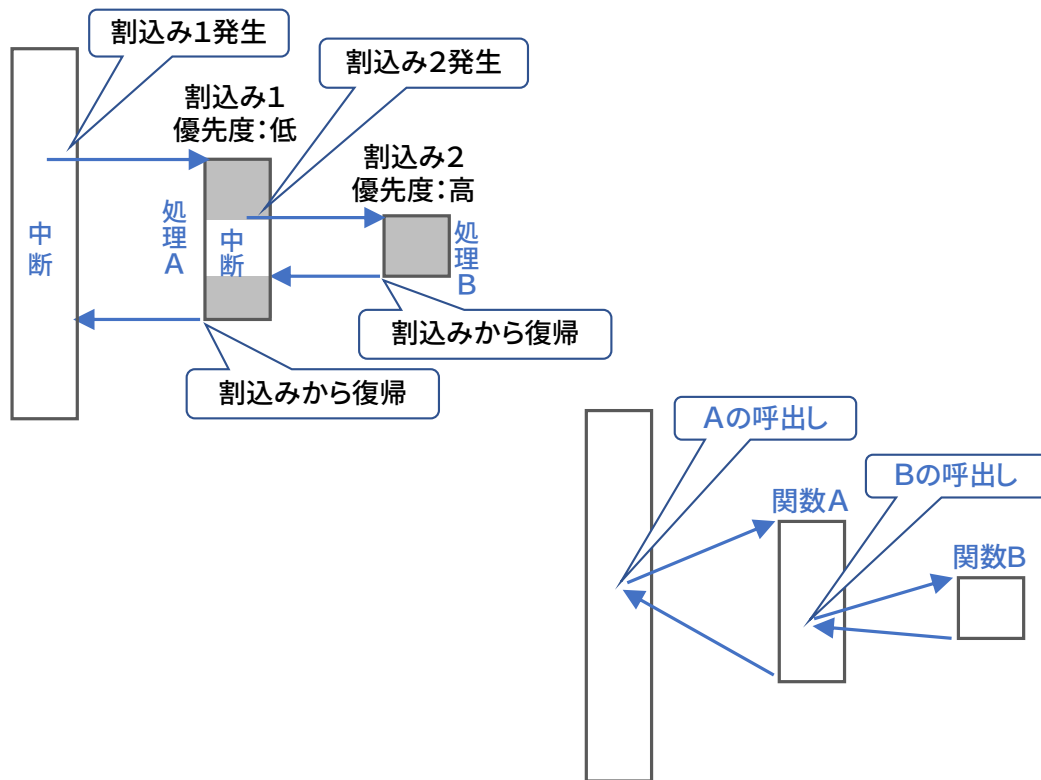 割込み１発生
割込み２発生
割込み１
優先度：低
割込み２
優先度：高
中断
処理A
中断
処理B
割込みから復帰
割込みから復帰
Aの呼出し
Bの呼出し
関数A
関数B